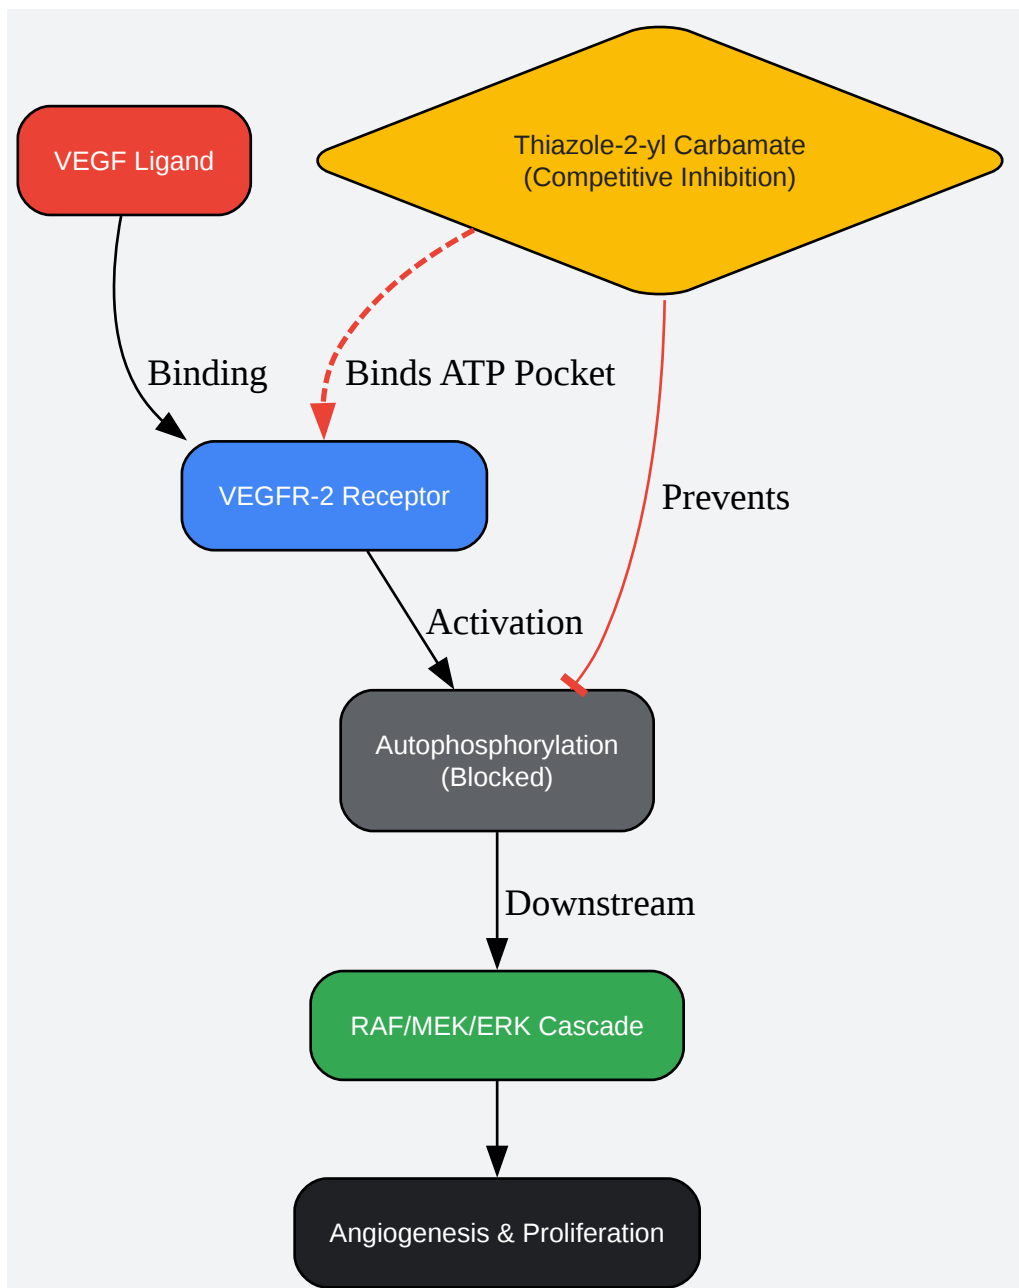 Thiazole-2-yl Carbamate
(Competitive Inhibition)
VEGF Ligand
Binding
Binds ATP Pocket
VEGFR-2 Receptor
Prevents
Activation
Autophosphorylation
(Blocked)
Downstream
RAF/MEK/ERK Cascade
Angiogenesis & Proliferation